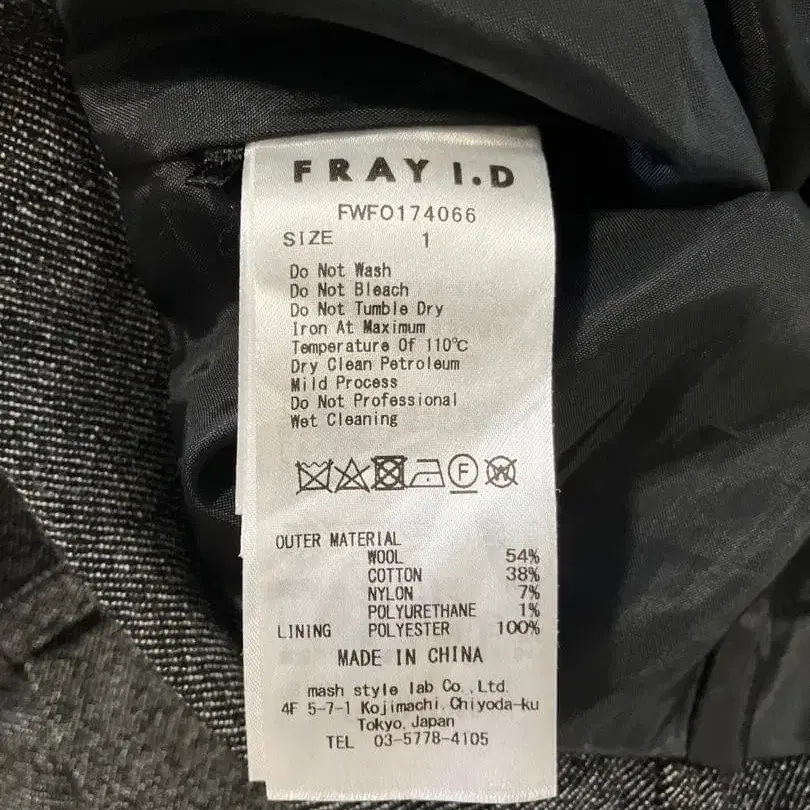 FRAY I.D
FWFO174066
SIZE 1
Do Not Wash
Do Not Bleach
Do Not Tumble Dry
Iron At Maximum
Temperature Of 110℃
Dry Clean Petroleum
Mild Process
Do Not Professional
Wet Cleaning
F W
OUTER MATERIAL
WOOL 54%
COTTON 38%
NYLON 7%
POLYURETHANE 1%
LINING POLYESTER 100%
MADE IN CHINA
mash style lab Co.,Ltd.
4F 5-7-1 Kojimachi,Chiyoda-ku
Tokyo,Japan
TEL 03-5778-4105